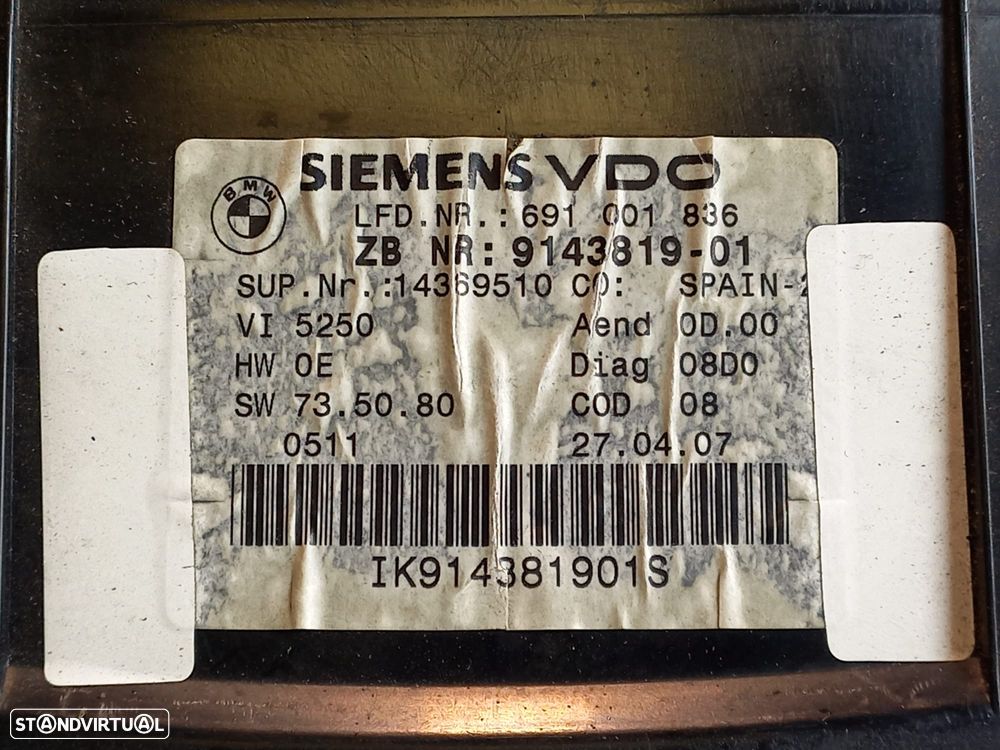 SIEMENS VDO
BMW
LFD.NR.:691 001 836
ZB NR: 9143819-01
SUP.Nr.:14369510 CO: SPAIN-2
VI 5250 Aend 0D.00
HW 0E Diag 08D0
SW 73.50.80 COD 08
0511 27.04.07
IK914381901S
STANDVIRTUAL